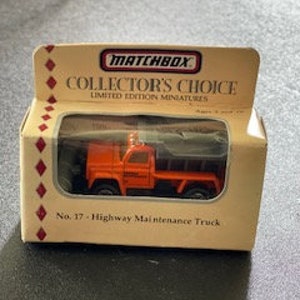 MATCHBOX
COLLECTOR'S CHOICE
LIMITED EDITION MINIATURES
No. 17 - Highway Maintenance Truck